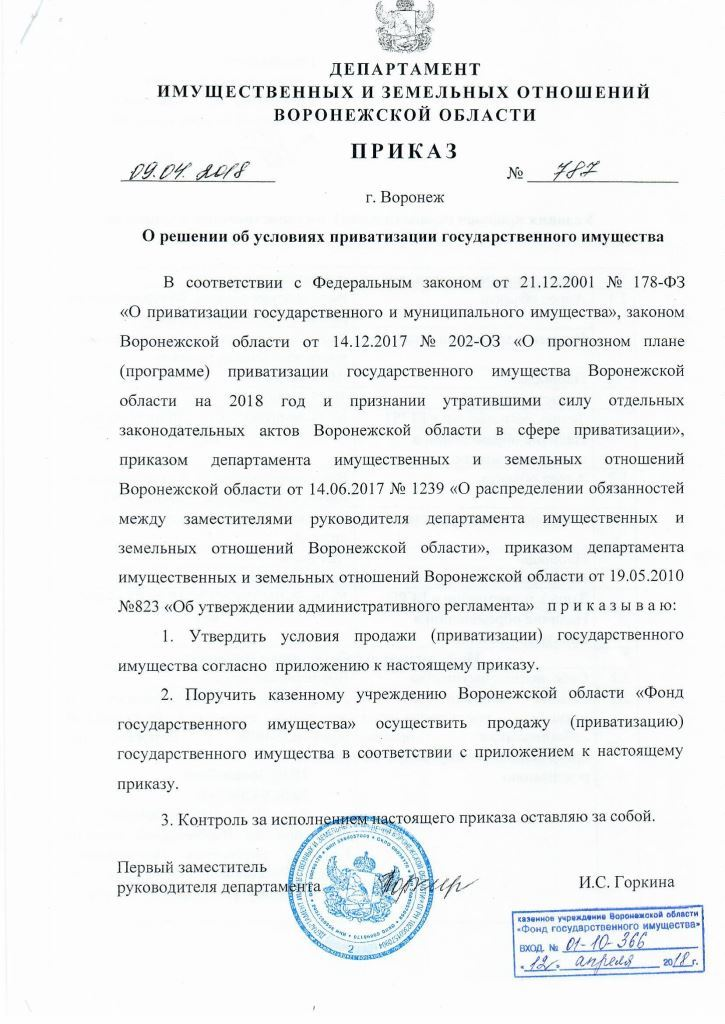 ДЕПАРТАМЕНТ
ИМУЩЕСТВЕННЫХ И ЗЕМЕЛЬНЫХ ОТНОШЕНИЙ
ВОРОНЕЖСКОЙ ОБЛАСТИ
ПРИКАЗ
09.04.2018 № 787
г. Воронеж
О решении об условиях приватизации государственного имущества
В соответствии с Федеральным законом от 21.12.2001 № 178-ФЗ
«О приватизации государственного и муниципального имущества», законом
Воронежской области от 14.12.2017 № 202-ОЗ «О прогнозном плане
(программе) приватизации государственного имущества Воронежской
области на 2018 год и признании утратившими силу отдельных
законодательных актов Воронежской области в сфере приватизации»,
приказом департамента имущественных и земельных отношений
Воронежской области от 14.06.2017 № 1239 «О распределении обязанностей
между заместителями руководителя департамента имущественных и
земельных отношений Воронежской области», приказом департамента
имущественных и земельных отношений Воронежской области от 19.05.2010
№823 «Об утверждении административного регламента» п р и к а з ы в а ю:
1. Утвердить условия продажи (приватизации) государственного
имущества согласно приложению к настоящему приказу.
2. Поручить казенному учреждению Воронежской области «Фонд
государственного имущества» осуществить продажу (приватизацию)
государственного имущества в соответствии с приложением к настоящему
приказу.
3. Контроль за исполнением настоящего приказа оставляю за собой.
Первый заместитель
руководителя департамента И.С. Горкина
казенное учреждение Воронежской области
«Фонд государственного имущества»
ВХОД. № 01-10-366
«12» апреля 2018 г.
2